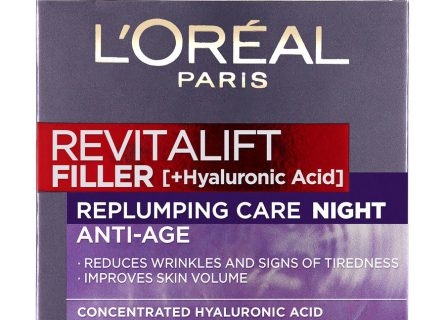 L'ORÉAL
PARIS
REVITALIFT
FILLER [+Hyaluronic Acid]
REPLUMPING CARE NIGHT
ANTI-AGE
· REDUCES WRINKLES AND SIGNS OF TIREDNESS
· IMPROVES SKIN VOLUME
CONCENTRATED HYALURONIC ACID